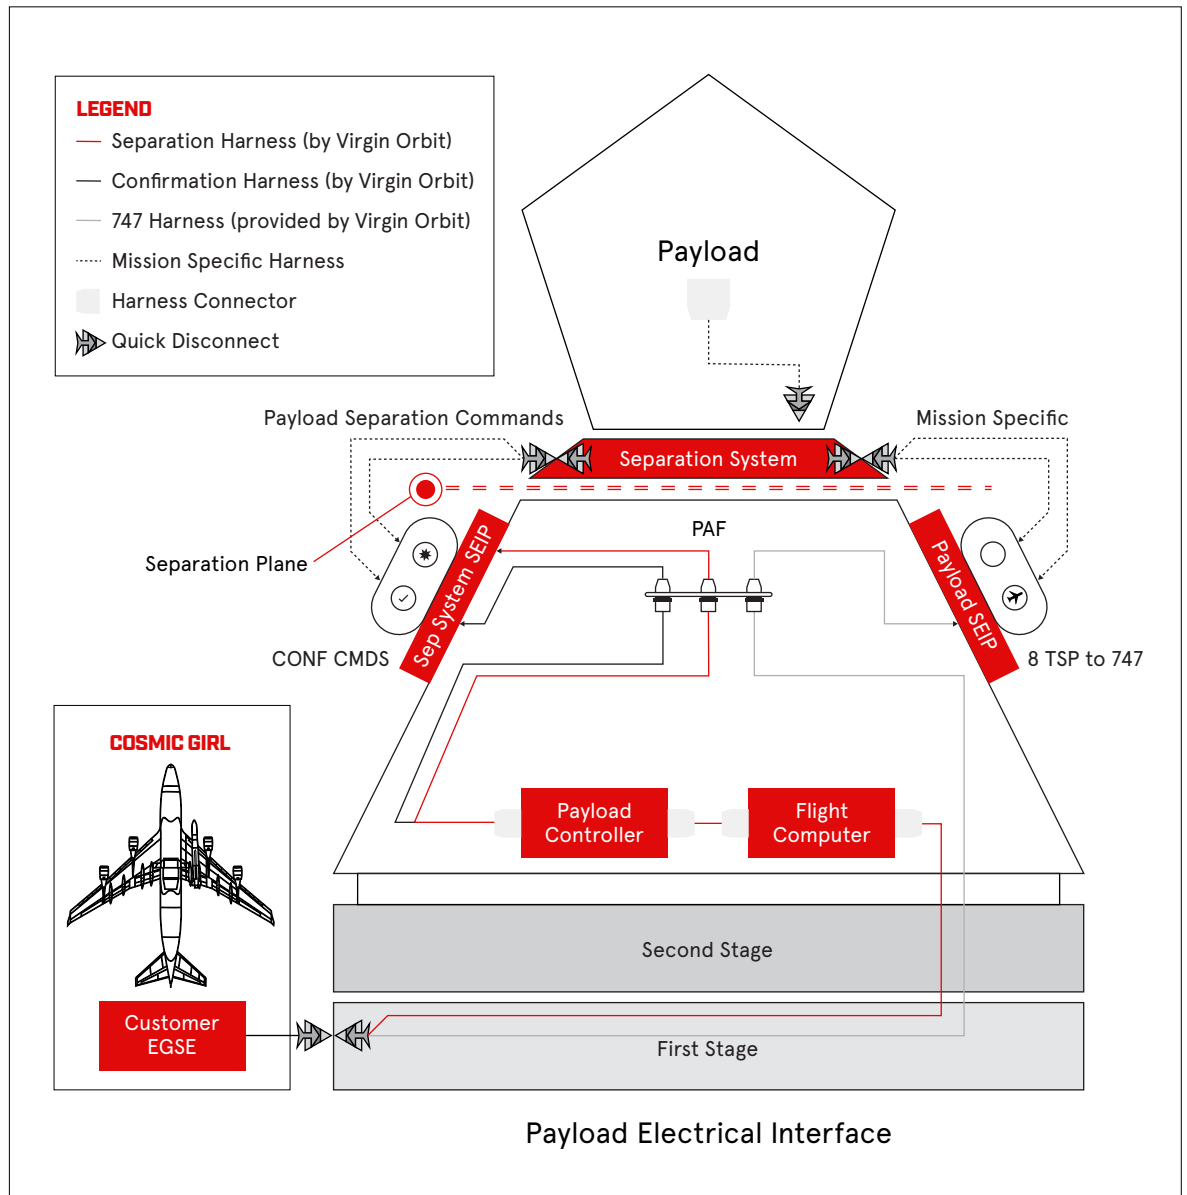 LEGEND
Separation Harness (by Virgin Orbit)
Confirmation Harness (by Virgin Orbit)
747 Harness (provided by Virgin Orbit)
Mission Specific Harness
Harness Connector
Quick Disconnect
Payload
Payload Separation Commands
Mission Specific
Separation System
PAF
Separation Plane
Sep System SEIP
Payload SEIP
CONF CMDS
8 TSP to 747
COSMIC GIRL
Payload
Controller
Flight
Computer
Second Stage
Customer
EGSE
First Stage
Payload Electrical Interface